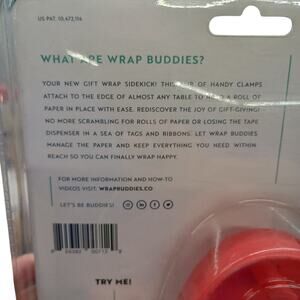 US PAT. 10,472,116
WHAT ARE WRAP BUDDIES?
YOUR NEW GIFT WRAP SIDEKICK! THIS OF HANDY CLAMPS
ATTACH TO THE EDGE OF ALMOST ANY TABLE TO A ROLL OF
PAPER IN PLACE WITH EASE. REDISCOVER THE JOY OF GIFT-GIVING!
NO MORE SCRAMBLING FOR ROLLS OF PAPER OR LOSING THE TAPE
DISPENSER IN A SEA OF TAGS AND RIBBONS. LET WRAP BUDDIES
MANAGE THE PAPER AND KEEP EVERYTHING YOU NEED WITHIN
REACH SO YOU CAN FINALLY WRAP HAPPY.
FOR MORE INFORMATION AND HOW-TO
VIDEOS VISIT: WRAPBUDDIES.CO
LET'S BE BUDDIES!
TRY ME!